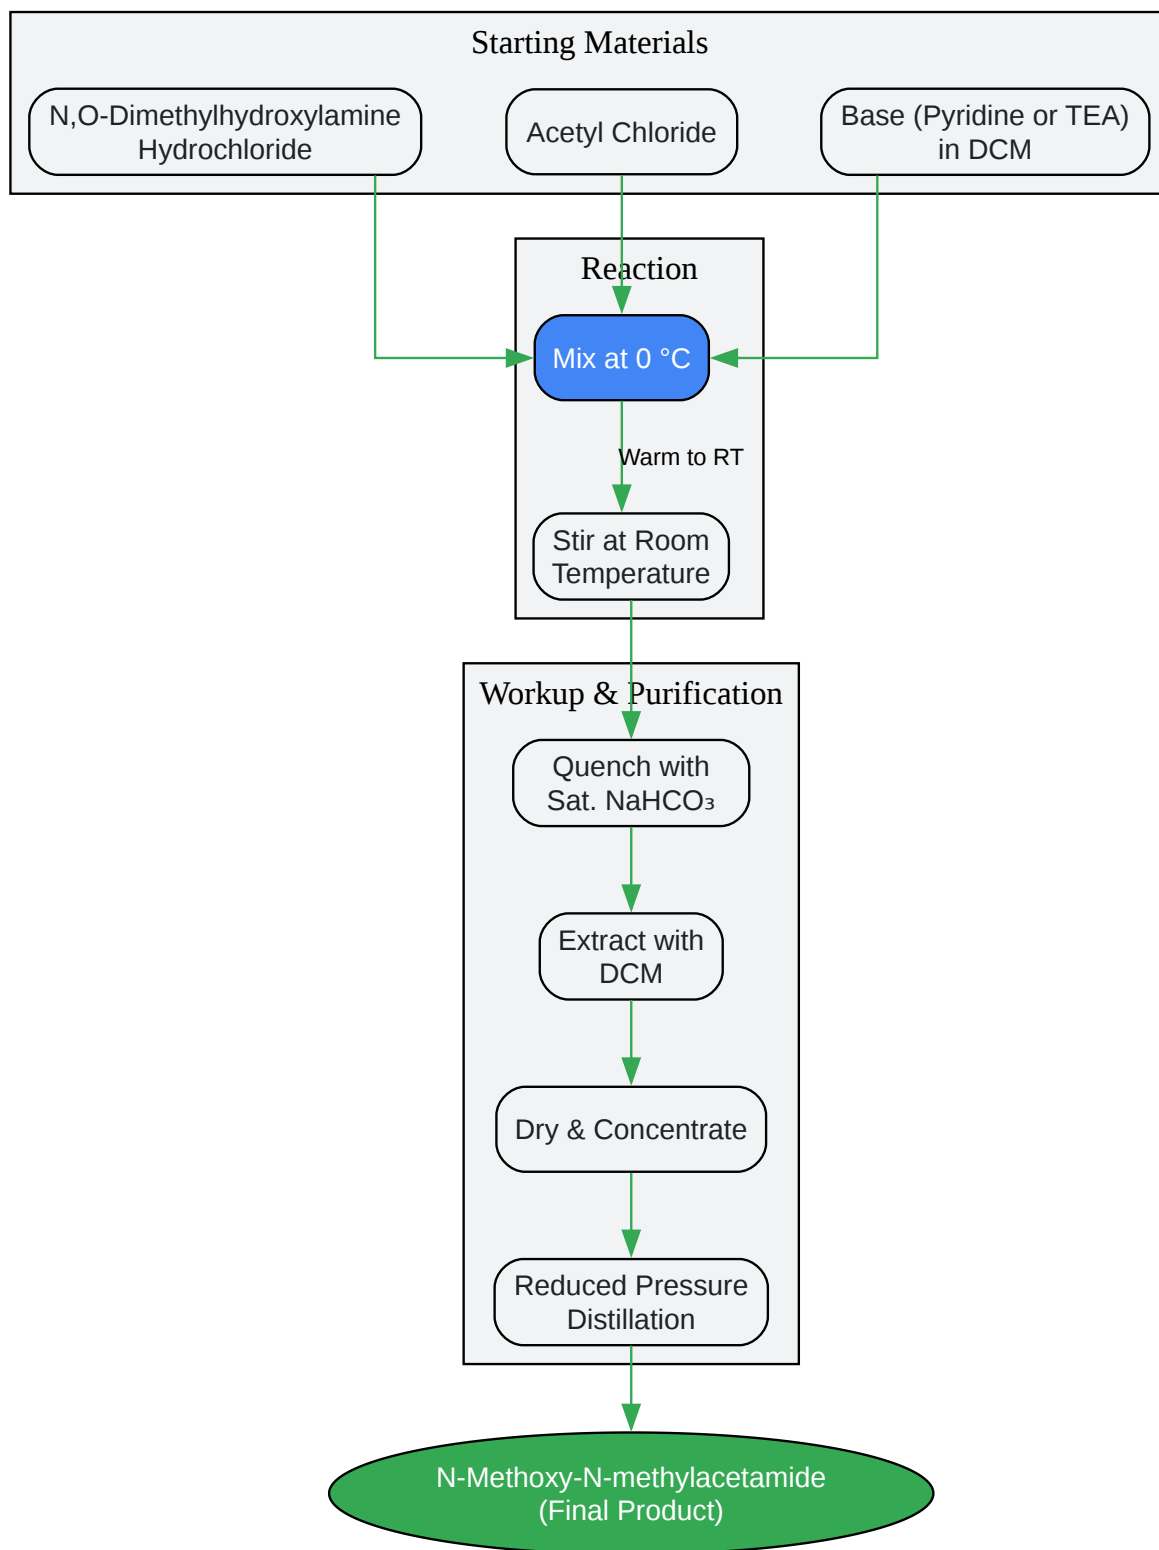 Starting Materials
N,O-Dimethylhydroxylamine
Hydrochloride
Acetyl Chloride
Base (Pyridine or TEA)
in DCM
Reaction
Mix at 0 °C
Warm to RT
Stir at Room
Temperature
Workup & Purification
Quench with
Sat. NaHCO₃
Extract with
DCM
Dry & Concentrate
Reduced Pressure
Distillation
N-Methoxy-N-methylacetamide
(Final Product)